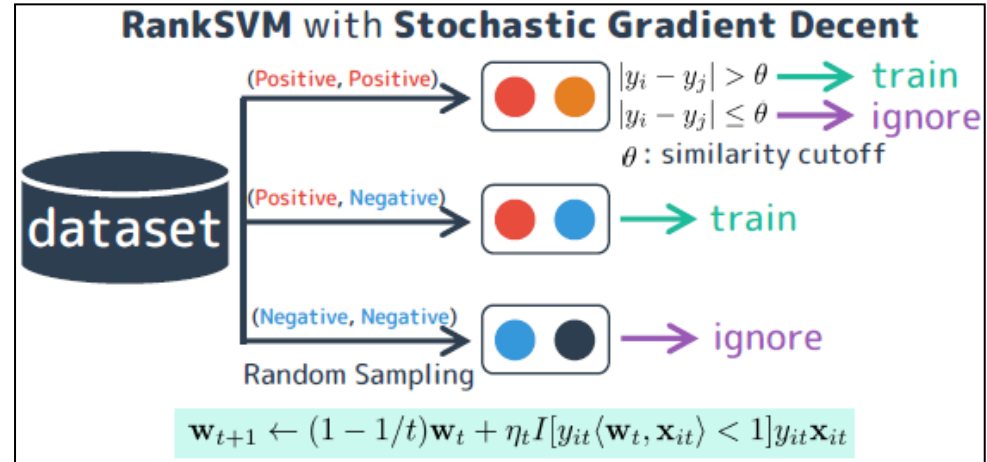 RankSVM with Stochastic Gradient Decent
(Positive, Positive)
|y_i − y_j| > θ train
|y_i − y_j| ≤ θ ignore
θ : similarity cutoff
dataset
(Positive, Negative)
train
(Negative, Negative)
ignore
Random Sampling
w_{t+1} ← (1 − 1/t)w_t + η_t I[y_{it}⟨w_t, x_{it}⟩ < 1]y_{it}x_{it}